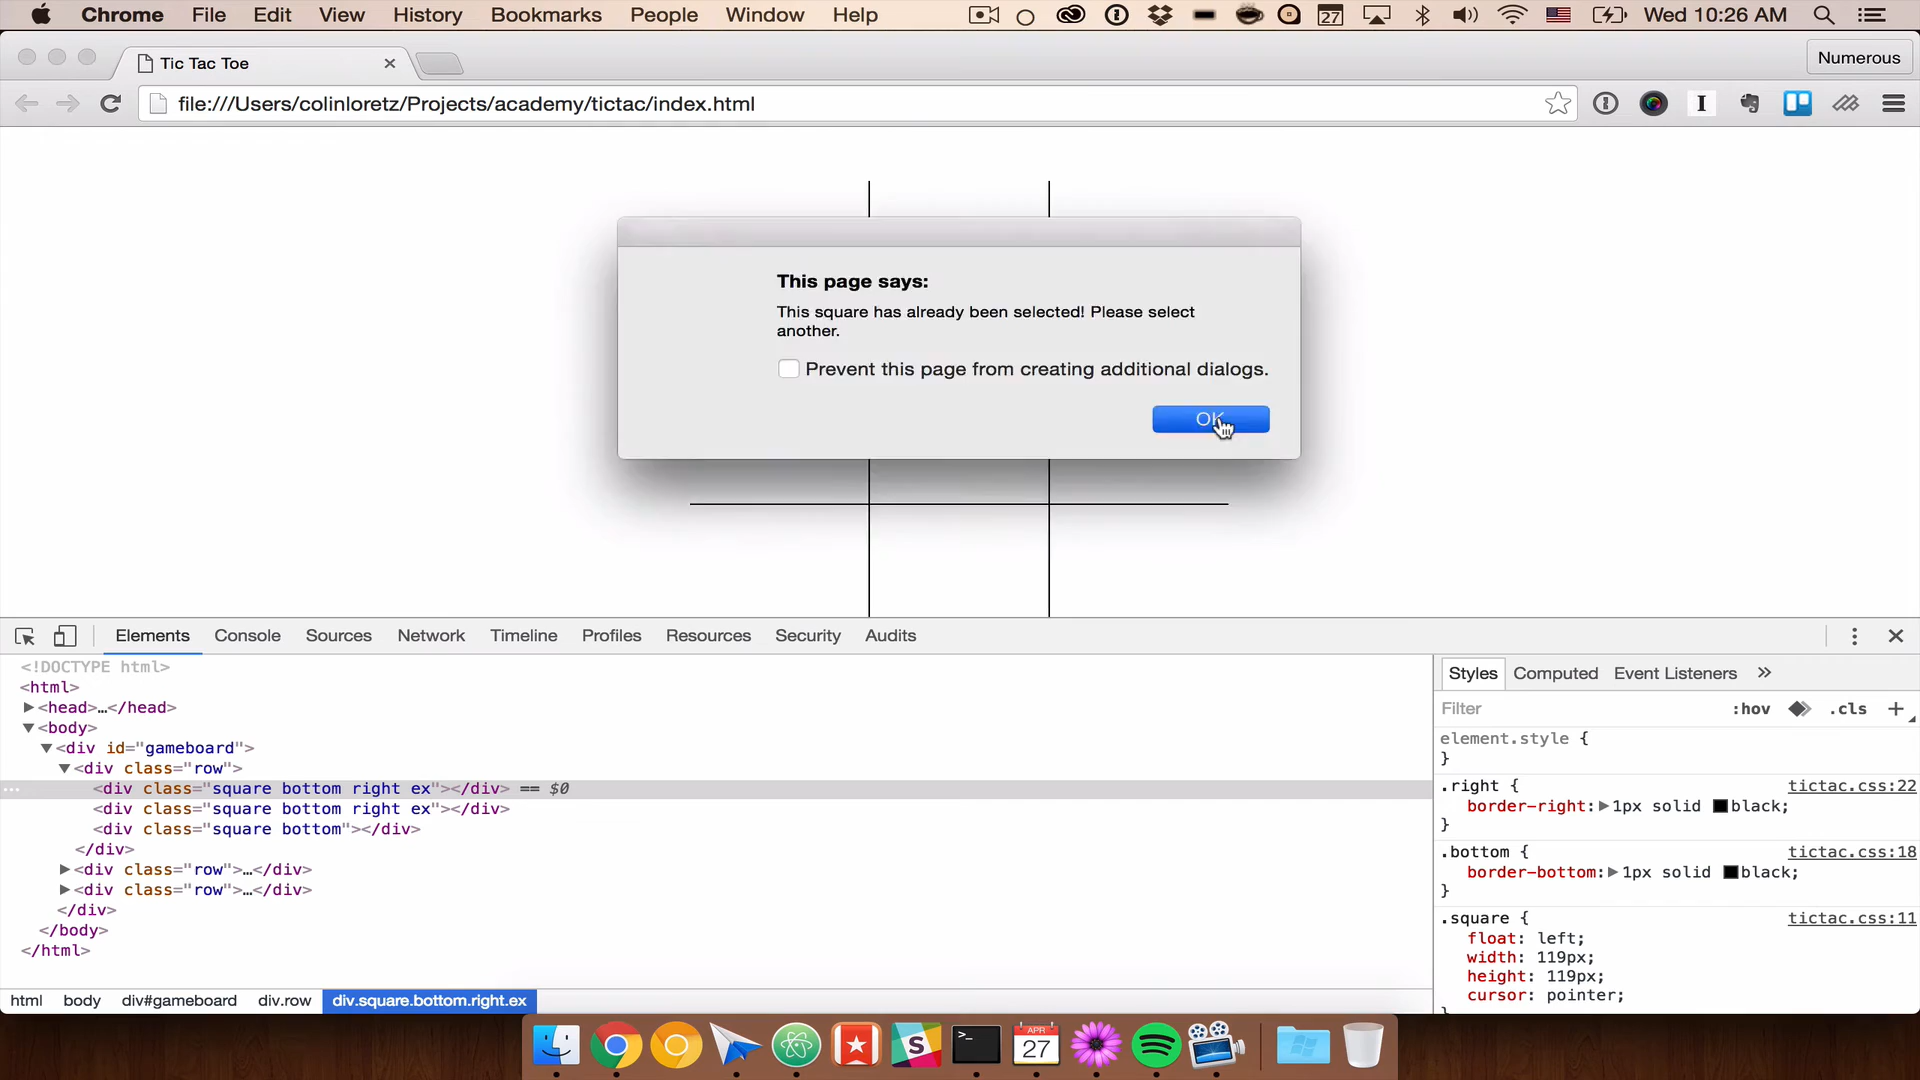 Chrome File Edit View History Bookmarks People Window Help 27 Wed 10:26 AM
Tic Tac Toe Numerous
file:///Users/colinloretz/Projects/academy/tictac/index.html
This page says:
This square has already been selected! Please select
another.
Prevent this page from creating additional dialogs.
OK
Elements Console Sources Network Timeline Profiles Resources Security Audits
<!DOCTYPE html>
<html>
▶<head>…</head>
▼<body>
▼<div id="gameboard">
▼<div class="row">
… <div class="square bottom right ex"></div> == $0
<div class="square bottom right ex"></div>
<div class="square bottom"></div>
</div>
▶<div class="row">…</div>
▶<div class="row">…</div>
</div>
</body>
</html>
html body div#gameboard div.row div.square.bottom.right.ex
Styles Computed Event Listeners »
Filter :hov .cls +
element.style {
}
.right { tictac.css:22
border-right:▶1px solid black;
}
.bottom { tictac.css:18
border-bottom:▶1px solid black;
}
.square { tictac.css:11
float: left;
width: 119px;
height: 119px;
cursor: pointer;
}
APR
27